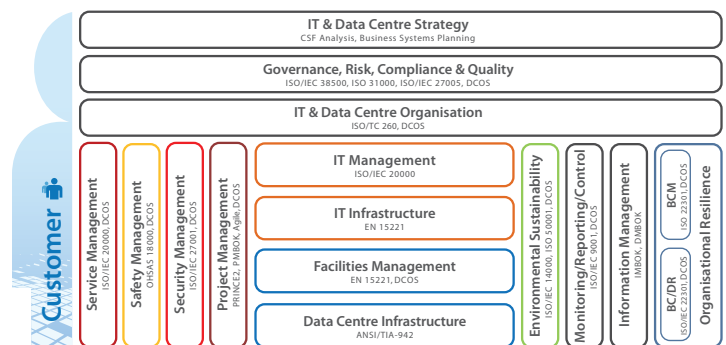 IT & Data Centre Strategy
CSF Analysis, Business Systems Planning
Governance, Risk, Compliance & Quality
ISO/IEC 38500, ISO 31000, ISO/IEC 27005, DCOS
IT & Data Centre Organisation
ISO/TC 260, DCOS
Customer
Service Management
ISO/IEC 20000, DCOS
Safety Management
OHSAS 18000, DCOS
Security Management
ISO/IEC 27001, DCOS
Project Management
PRINCE2, PMBOK, Agile, DCOS
IT Management
ISO/IEC 20000
IT Infrastructure
EN 15221
Facilities Management
EN 15221, DCOS
Data Centre Infrastructure
ANSI/TIA-942
Environmental Sustainability
ISO/IEC 14000, ISO 50001, DCOS
Monitoring/Reporting/Control
ISO/IEC 9001, DCOS
Information Management
IMBOK, DMBOK
BCM
ISO 22301, DCOS
BC/DR
ISO/IEC 22301, DCOS
Organisational Resilience